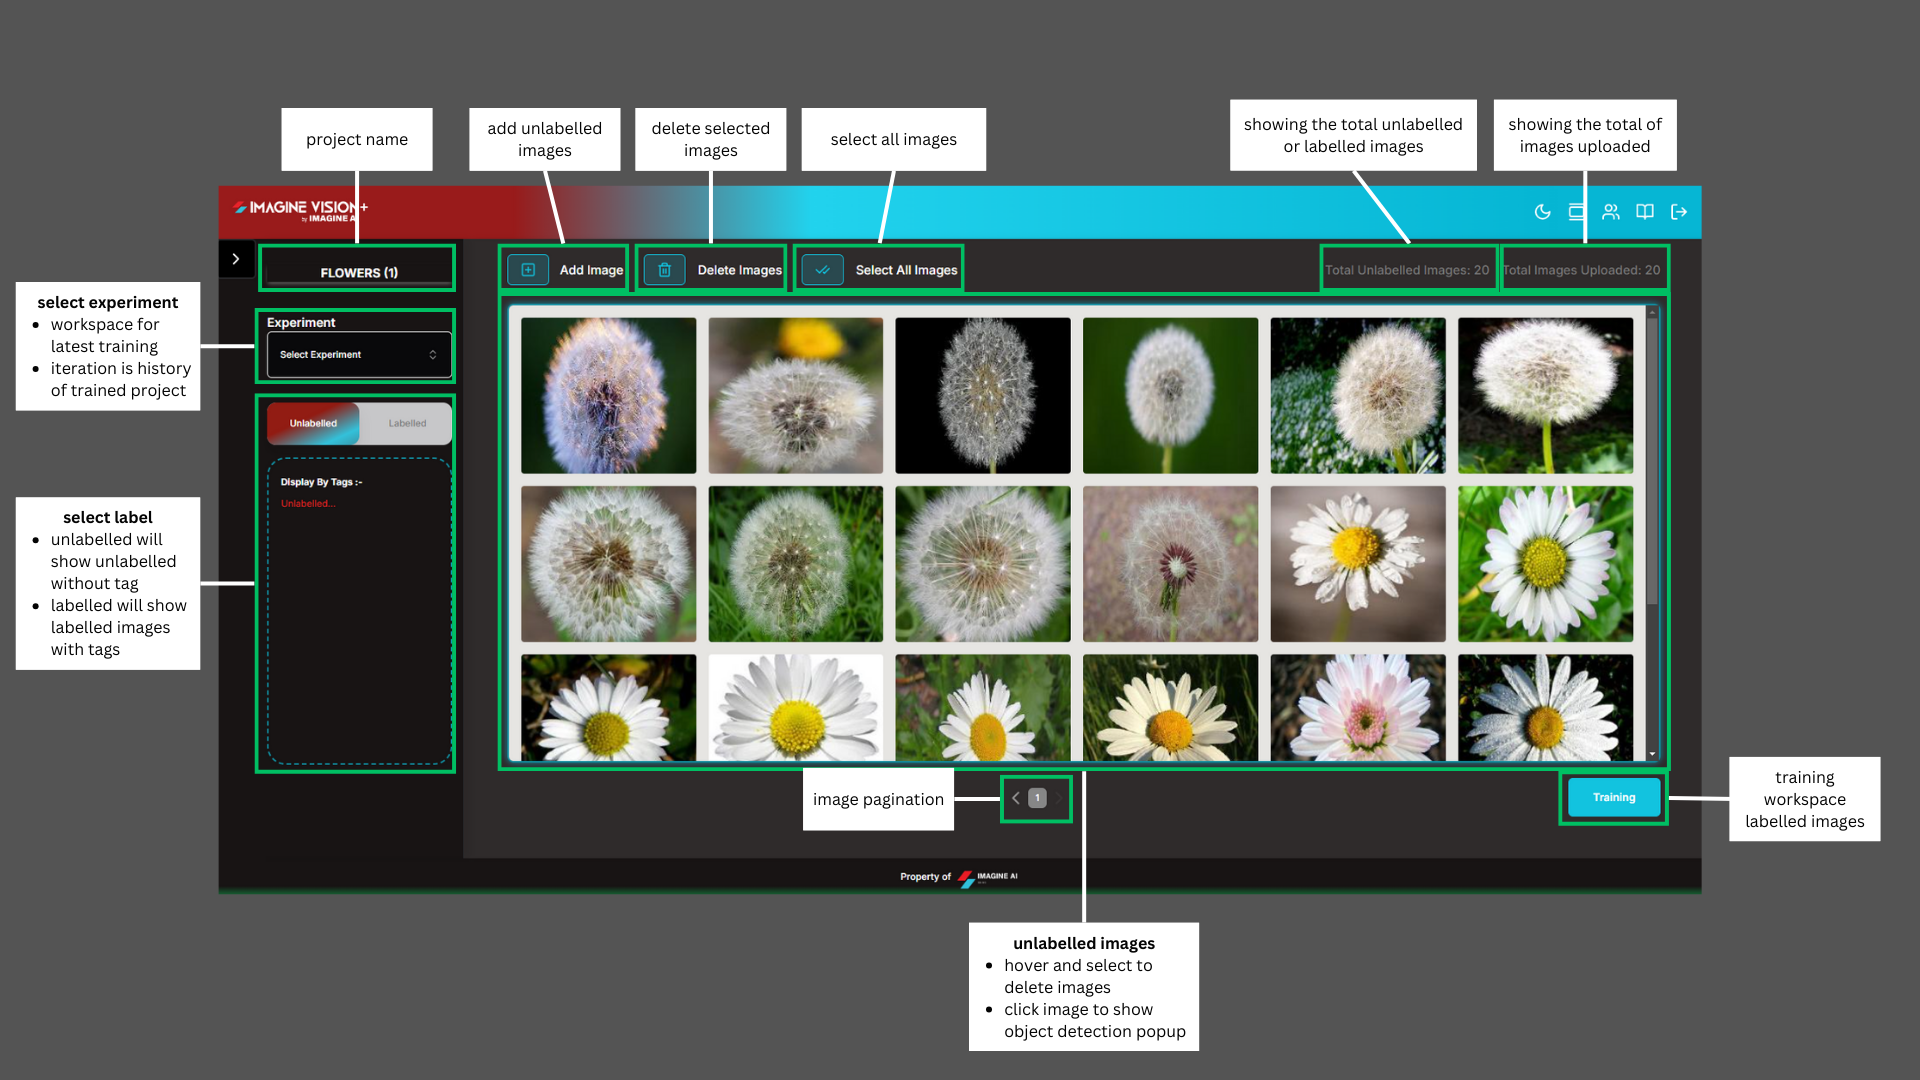 project name
add unlabelled
images
delete selected
images
select all images
showing the total unlabelled
or labelled images
showing the total of
images uploaded
IMAGINE VISION+
by IMAGINE AI
FLOWERS (1)
Add Image
Delete Images
Select All Images
Total Unlabelled Images: 20
Total Images Uploaded: 20
select experiment
• workspace for
latest training
• iteration is history
of trained project
Experiment
Select Experiment
Unlabelled
Labelled
Display By Tags :-
Unlabelled...
select label
• unlabelled will
show unlabelled
without tag
• labelled will show
labelled images
with tags
image pagination
1
Training
training
workspace
labelled images
Property of
IMAGINE AI
unlabelled images
• hover and select to
delete images
• click image to show
object detection popup